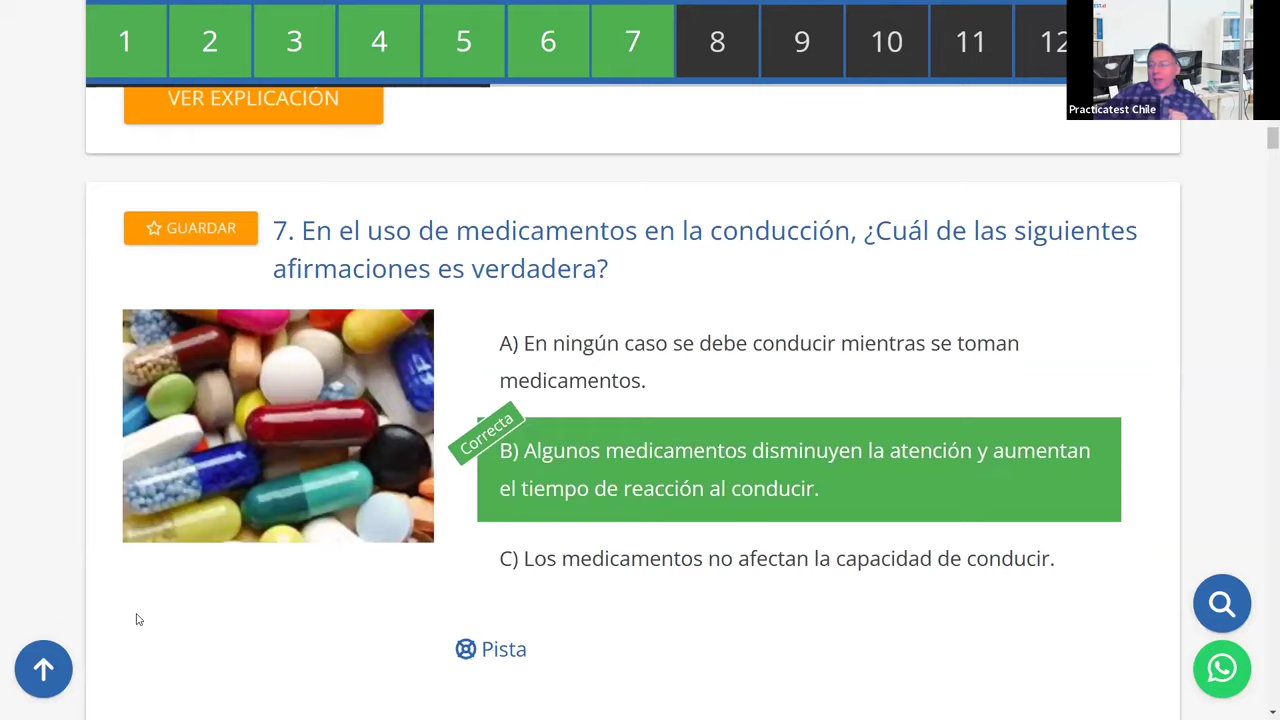 1 2 3 4 5 6 7 8 9 10 11 12
Practicatest Chile
VER EXPLICACIÓN
GUARDAR
7. En el uso de medicamentos en la conducción, ¿Cuál de las siguientes
afirmaciones es verdadera?
A) En ningún caso se debe conducir mientras se toman
medicamentos.
Correcta
B) Algunos medicamentos disminuyen la atención y aumentan
el tiempo de reacción al conducir.
C) Los medicamentos no afectan la capacidad de conducir.
Pista